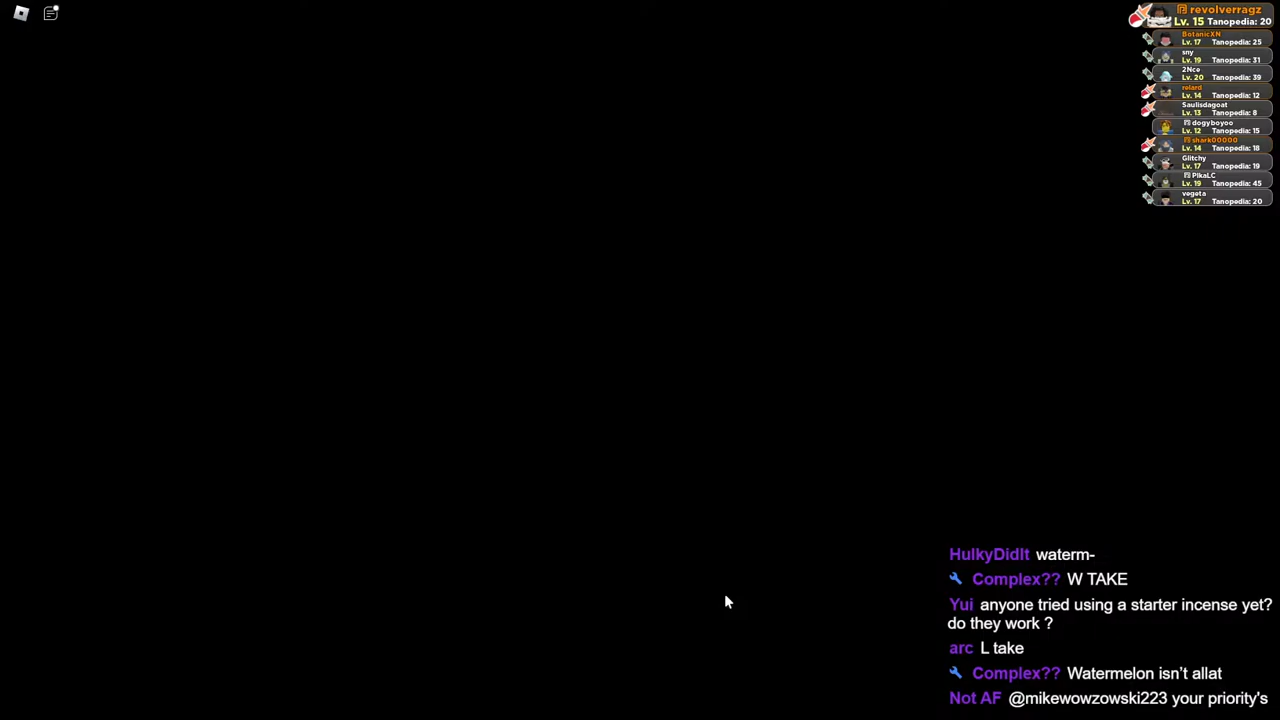 revolverragz
Lv. 15 Tanopedia: 20
BotanicXN
Lv. 17 Tanopedia: 25
sny
Lv. 19 Tanopedia: 31
2Nce
Lv. 20 Tanopedia: 39
relard
Lv. 14 Tanopedia: 12
Saulisdagoat
Lv. 13 Tanopedia: 8
dogyboyoo
Lv. 12 Tanopedia: 15
shark00000
Lv. 14 Tanopedia: 18
Glitchy
Lv. 17 Tanopedia: 19
PikaLC
Lv. 19 Tanopedia: 45
vegeta
Lv. 17 Tanopedia: 20
HulkyDidIt waterm-
Complex?? W TAKE
Yui anyone tried using a starter incense yet?
do they work ?
arc L take
Complex?? Watermelon isn’t allat
Not AF @mikewowzowski223 your priority's